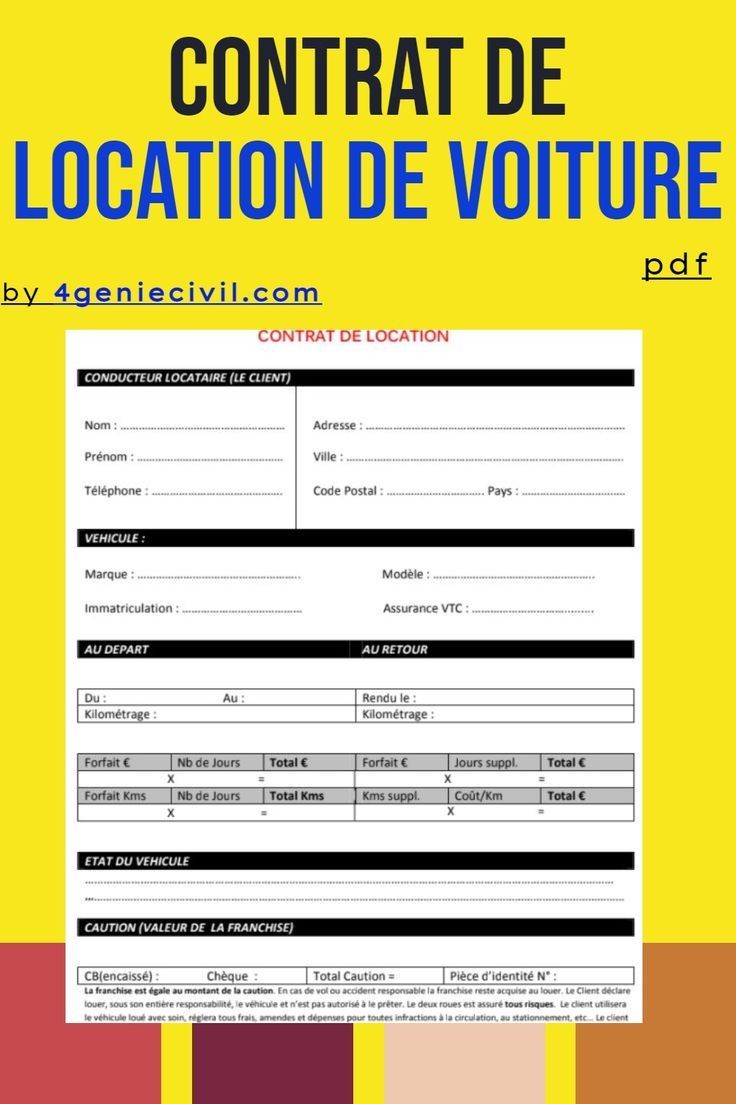 CONTRAT DE
LOCATION DE VOITURE
pdf
by 4geniecivil.com
CONTRAT DE LOCATION
CONDUCTEUR LOCATAIRE (LE CLIENT)
Nom : ................................ Adresse : ................................
Prénom : ................................ Ville : ................................
Téléphone : ................................ Code Postal : ................................ Pays : ................................
VEHICULE :
Marque : ................................ Modèle : ................................
Immatriculation : ................................ Assurance VTC : ................................
AU DEPART AU RETOUR
Du : Au : Rendu le :
Kilométrage : Kilométrage :
Forfait € Nb de Jours Total € Forfait € Jours suppl. Total €
X = X =
Forfait Kms Nb de Jours Total Kms Kms suppl. Coût/Km Total €
X = X =
ETAT DU VEHICULE
CAUTION (VALEUR DE LA FRANCHISE)
CB(encaissé) : Chèque : Total Caution = Pièce d'identité N° :
La franchise est égale au montant de la caution. En cas de vol ou accident responsable la franchise reste acquise au louer. Le Client déclare
louer, sous son entière responsabilité, le véhicule et n'est pas autorisé à le prêter. Le deux roues est assuré tous risques. Le client utilisera
le véhicule loué avec soin, réglera tous frais, amendes et dépenses pour toutes infractions à la circulation, au stationnement, etc... Le client